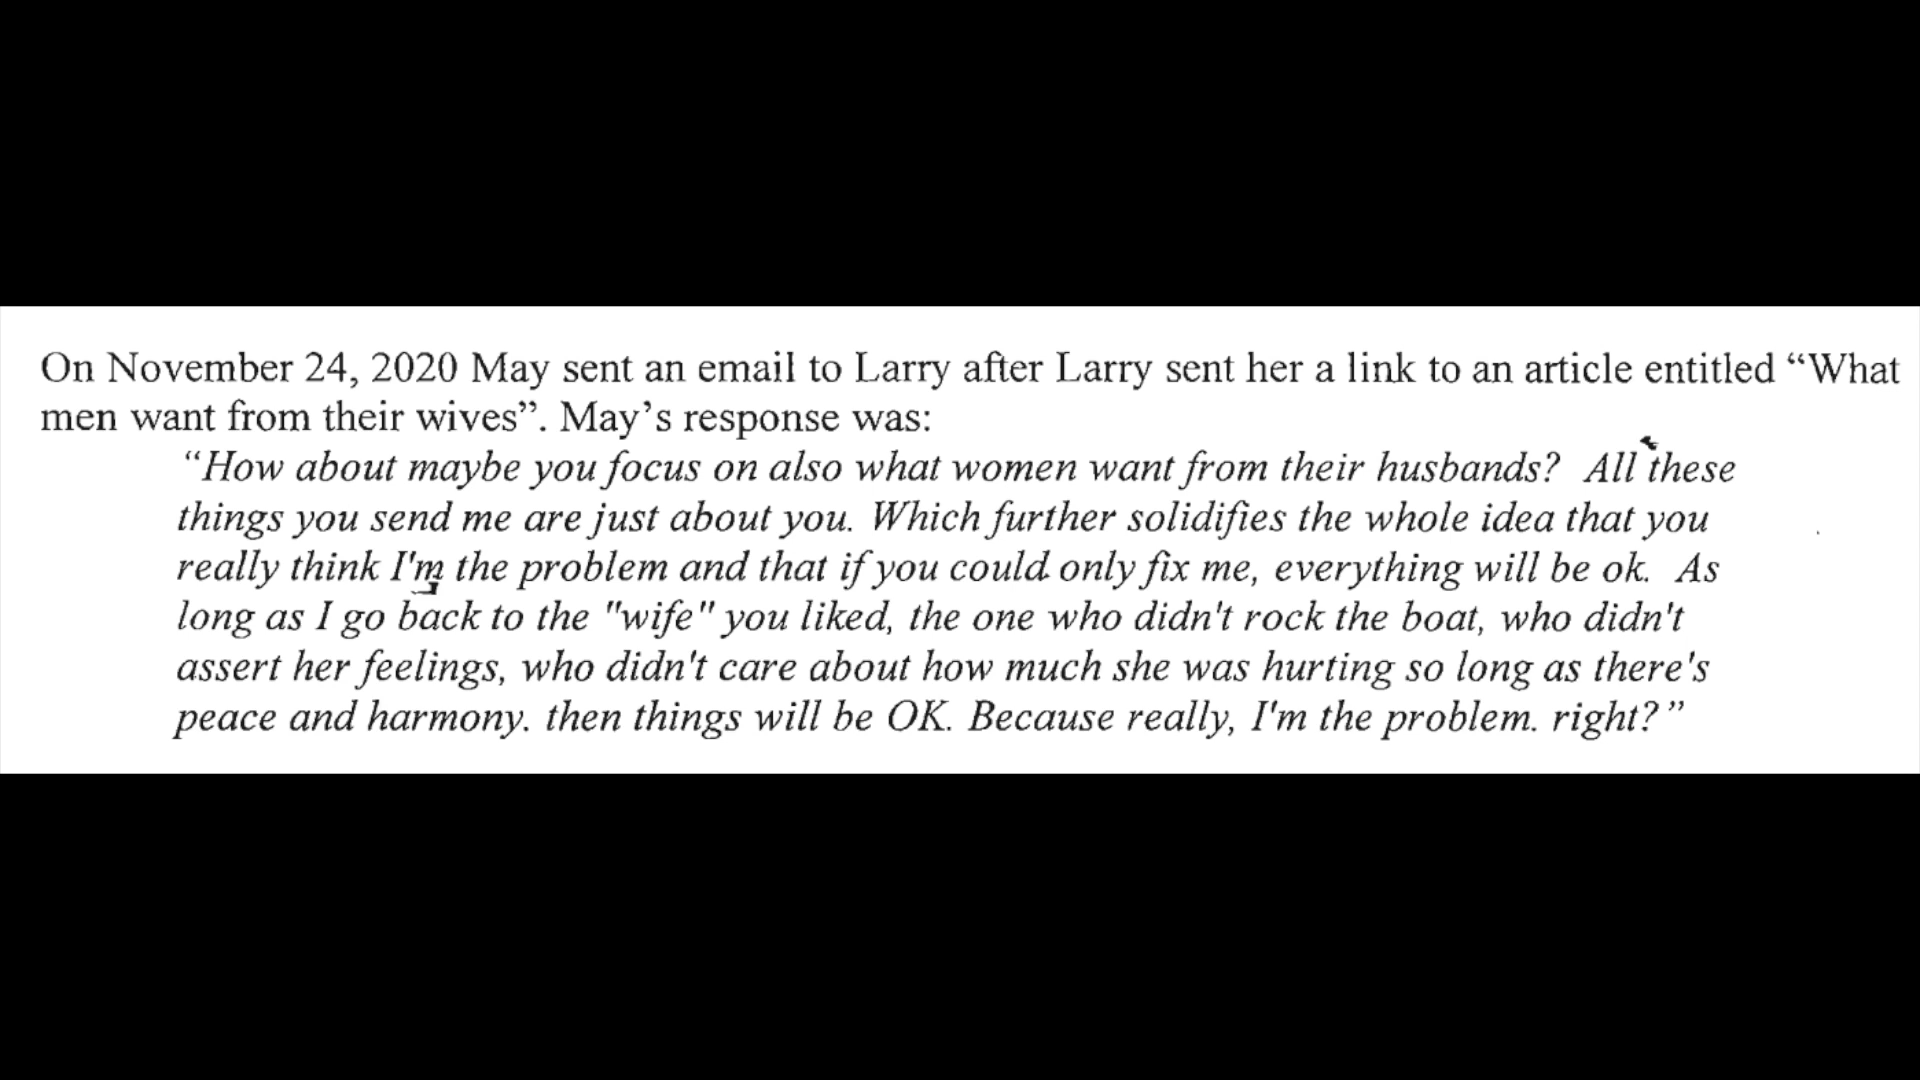 On November 24, 2020 May sent an email to Larry after Larry sent her a link to an article entitled “What
men want from their wives”. May’s response was:
“How about maybe you focus on also what women want from their husbands?  All these
things you send me are just about you. Which further solidifies the whole idea that you
really think I'm the problem and that if you could only fix me, everything will be ok.  As
long as I go back to the "wife" you liked, the one who didn't rock the boat, who didn't
assert her feelings, who didn't care about how much she was hurting so long as there's
peace and harmony. then things will be OK. Because really, I'm the problem. right?”